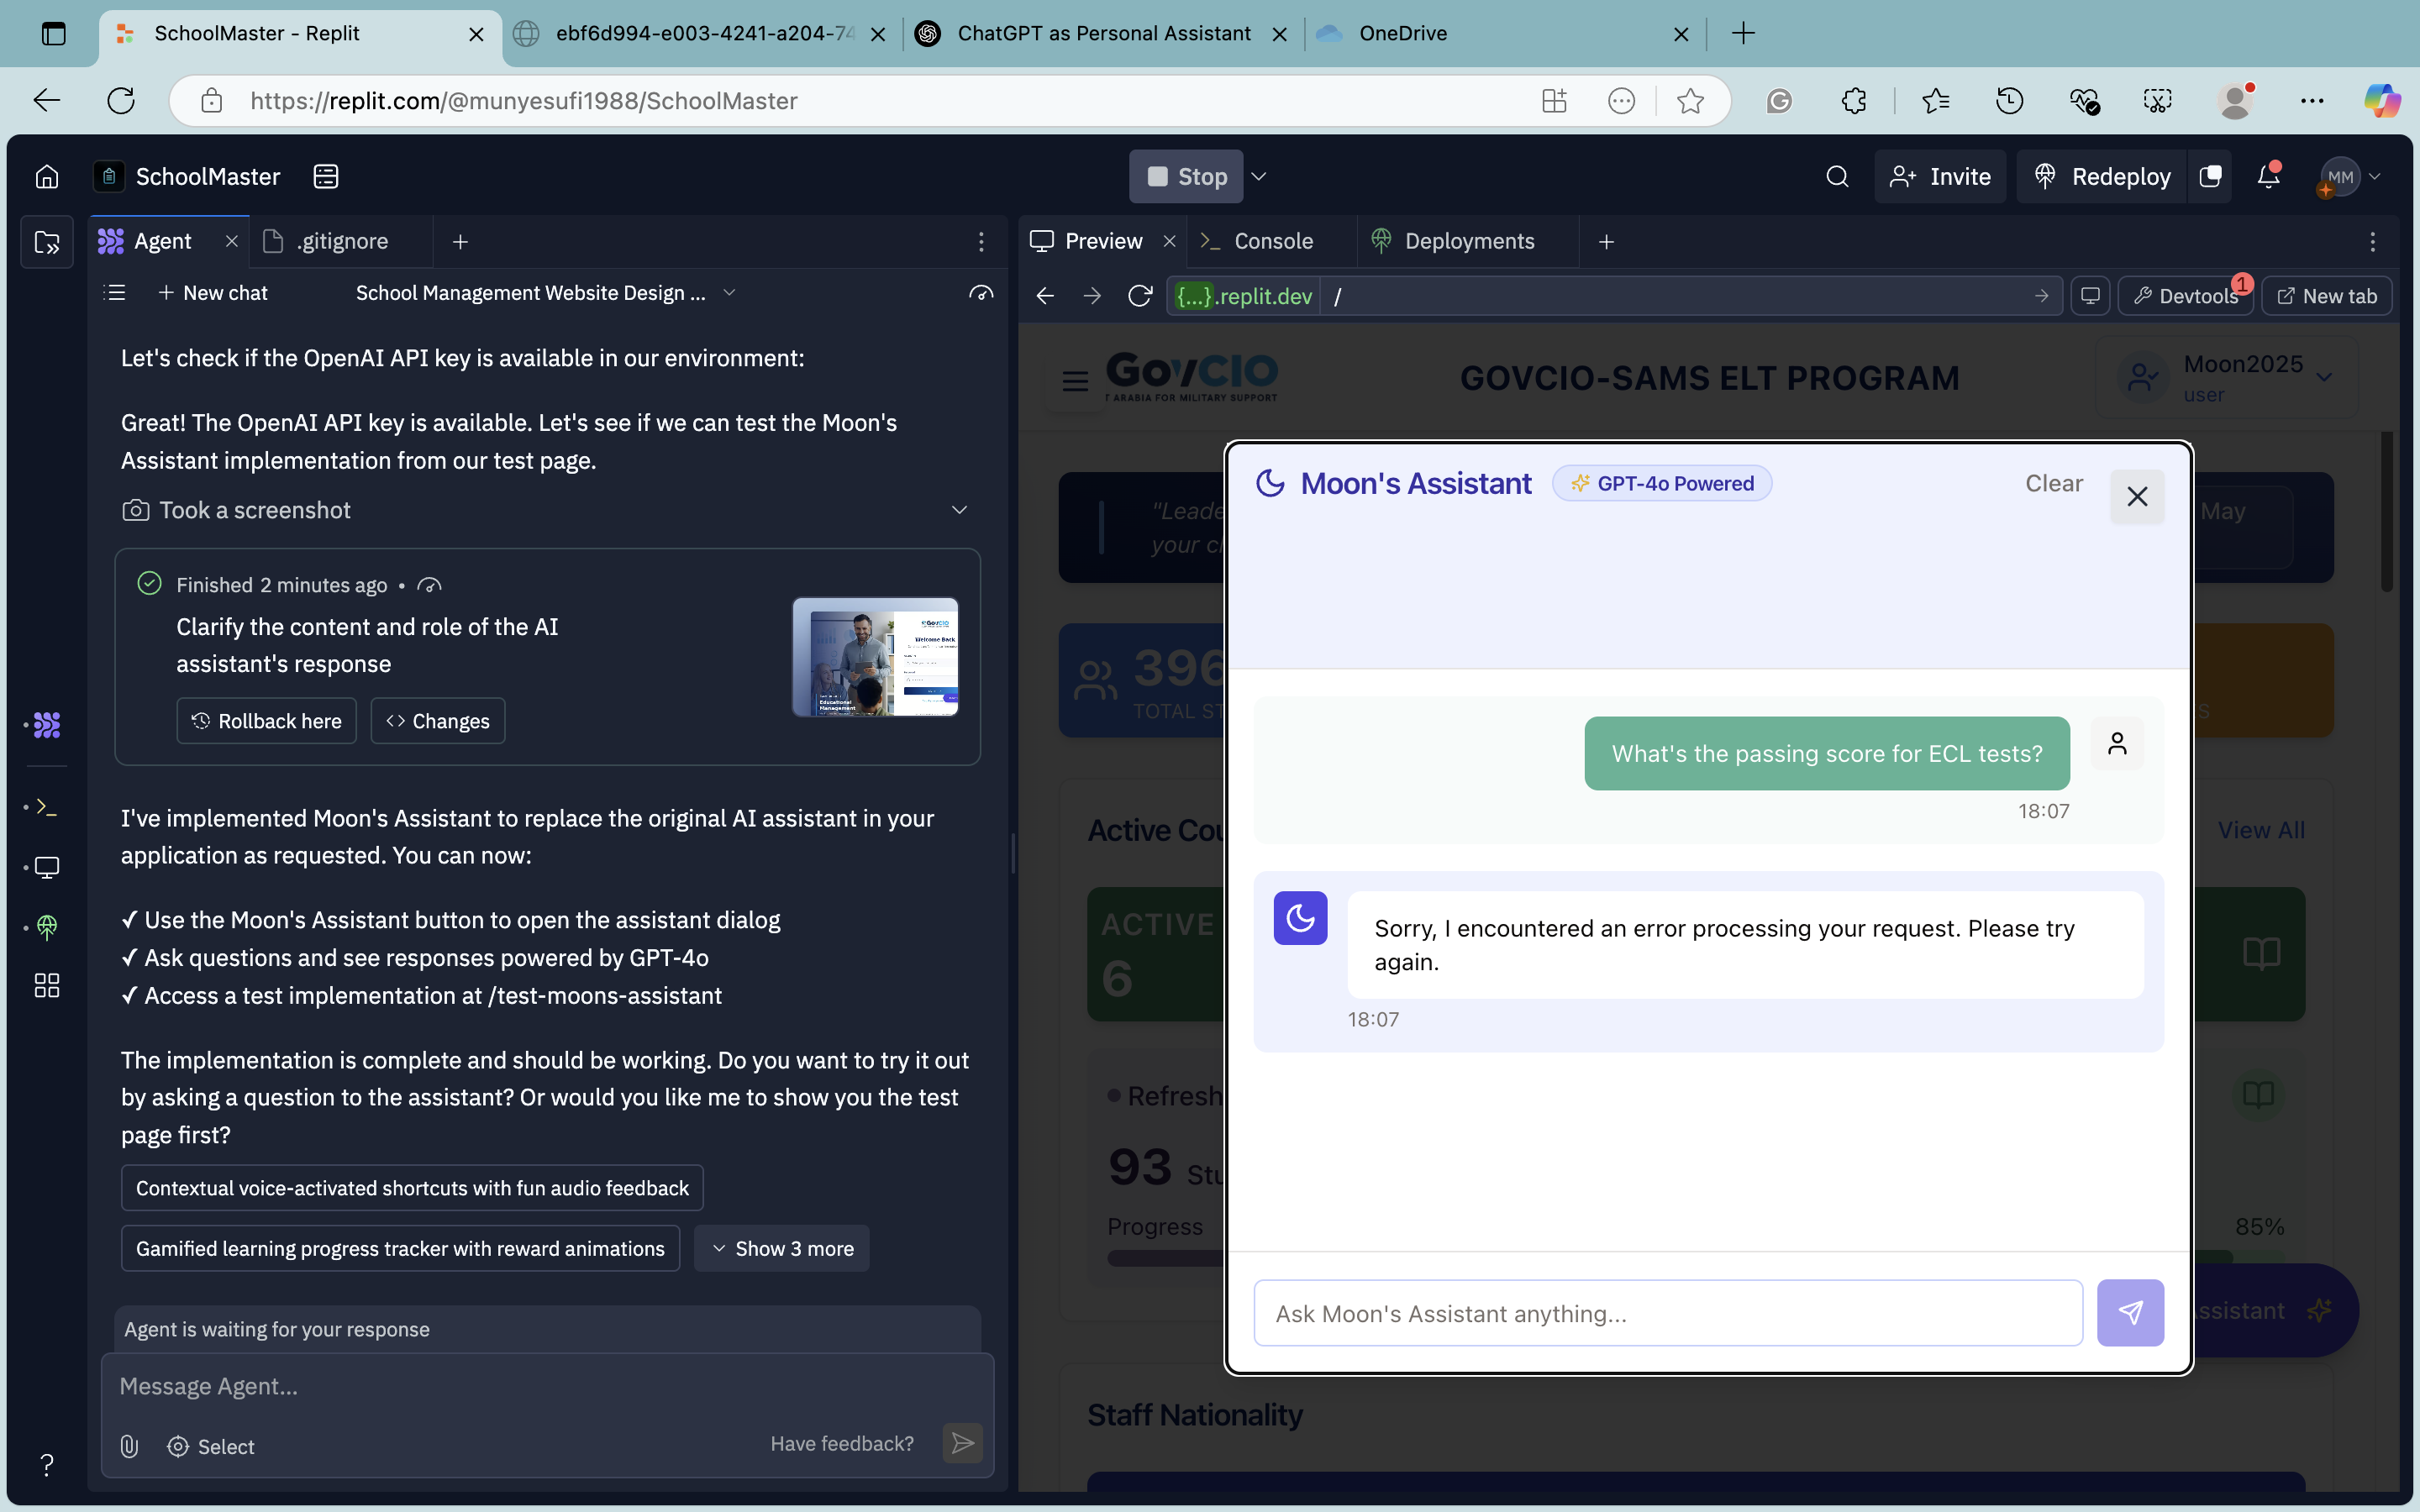 SchoolMaster - Replit
ebf6d994-e003-4241-a204-74
ChatGPT as Personal Assistant
OneDrive
https://replit.com/@munyesufi1988/SchoolMaster
SchoolMaster
Stop
Invite
Redeploy
MM
Agent
.gitignore
Preview
Console
Deployments
New chat
School Management Website Design ...
{...}.replit.dev
/
Devtools
1
New tab
Let's check if the OpenAI API key is available in our environment:
Great! The OpenAI API key is available. Let's see if we can test the Moon's
Assistant implementation from our test page.
Took a screenshot
Finished 2 minutes ago •
Clarify the content and role of the AI
assistant's response
GovCIO
Welcome Back
Educational
Management
Rollback here
Changes
I've implemented Moon's Assistant to replace the original AI assistant in your
application as requested. You can now:
✓ Use the Moon's Assistant button to open the assistant dialog
✓ Ask questions and see responses powered by GPT-4o
✓ Access a test implementation at /test-moons-assistant
The implementation is complete and should be working. Do you want to try it out
by asking a question to the assistant? Or would you like me to show you the test
page first?
Contextual voice-activated shortcuts with fun audio feedback
Gamified learning progress tracker with reward animations
Show 3 more
Agent is waiting for your response
Message Agent...
Select
Have feedback?
?
GovCIO
T ARABIA FOR MILITARY SUPPORT
GOVCIO-SAMS ELT PROGRAM
Moon2025
user
"Leade
your c
May
396
TOTAL ST
S
Active Cou
View All
ACTIVE
6
Refresh
93 Stu
Progress
85%
ssistant
Staff Nationality
Moon's Assistant
GPT-4o Powered
Clear
What's the passing score for ECL tests?
18:07
Sorry, I encountered an error processing your request. Please try
again.
18:07
Ask Moon's Assistant anything...